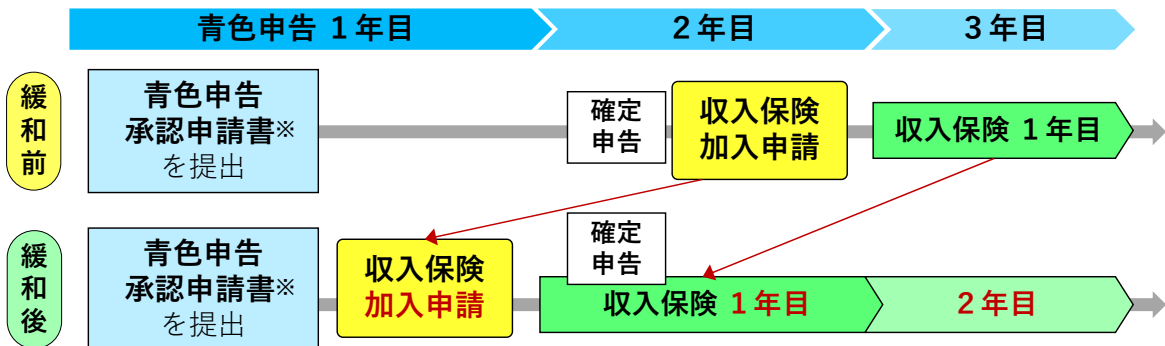 青色申告 1年目
2年目
3年目
緩和前
青色申告
承認申請書※
を提出
確定
申告
収入保険
加入申請
収入保険 1年目
緩和後
青色申告
承認申請書※
を提出
収入保険
加入申請
確定
申告
収入保険 1年目
2年目